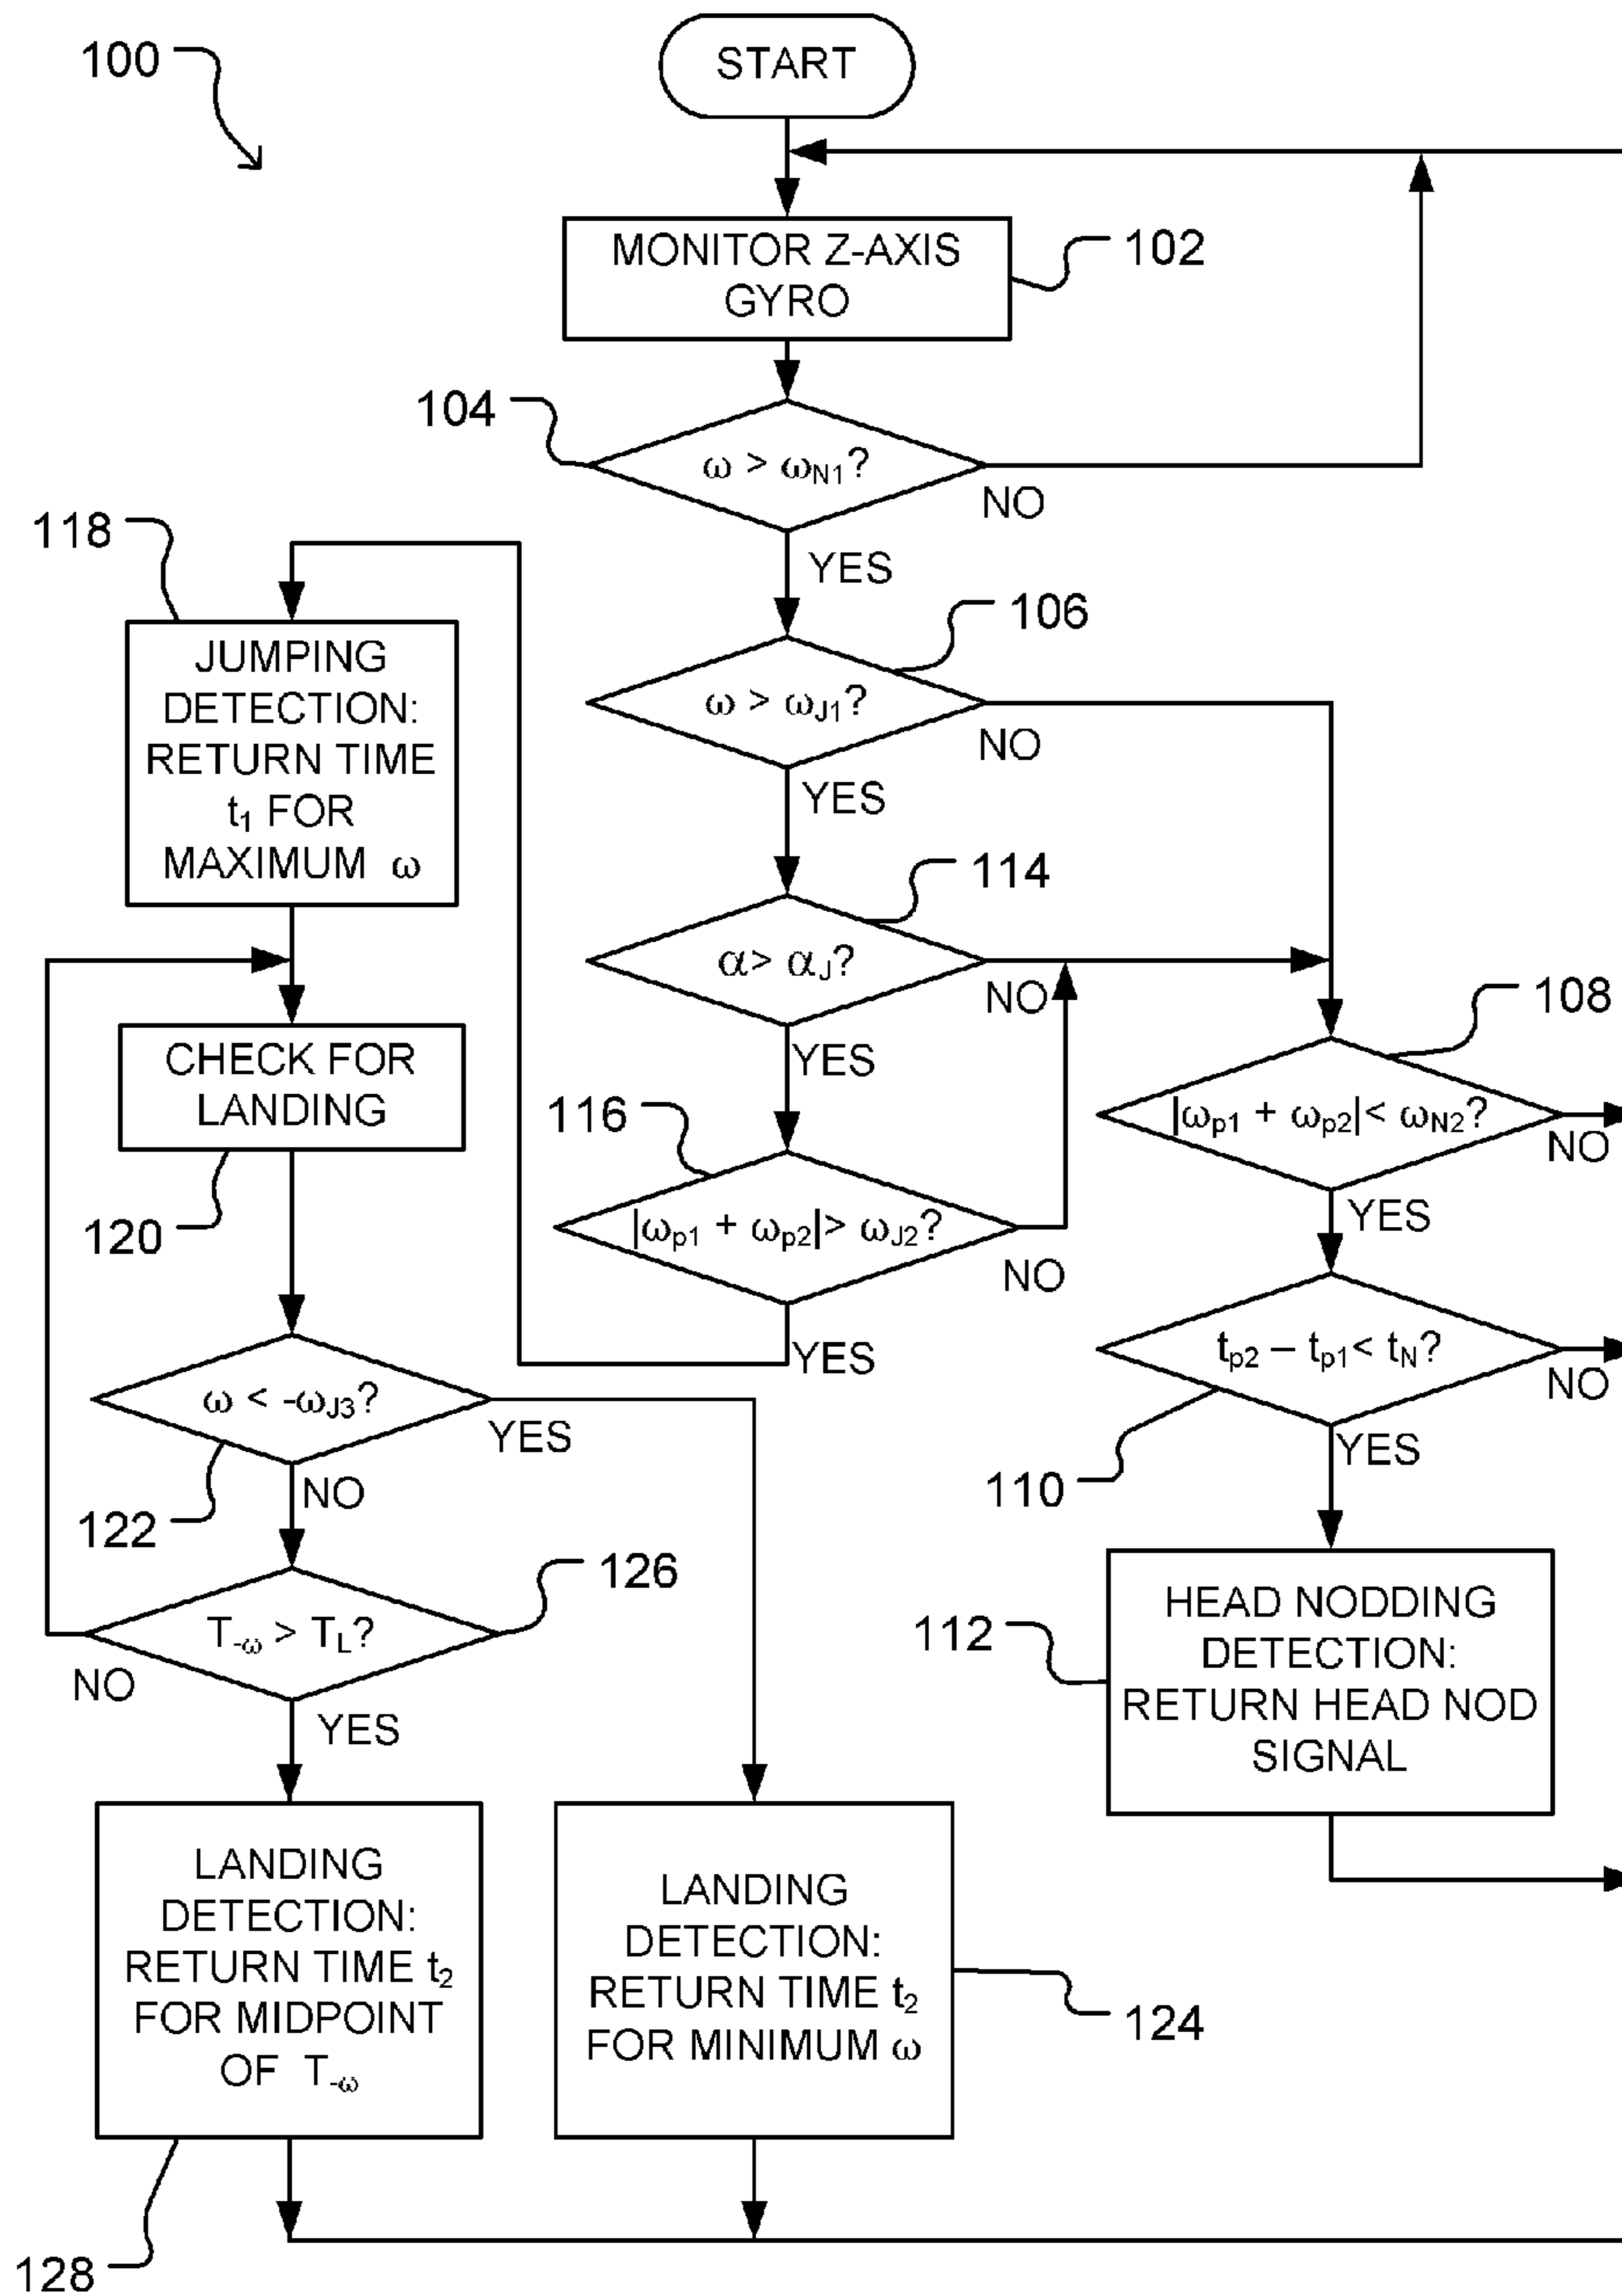 100
START
MONITOR Z-AXIS
GYRO
102
104
ω > ωN1?
NO
YES
118
106
JUMPING
DETECTION:
RETURN TIME
t1 FOR
MAXIMUM ω
ω > ωJ1?
NO
YES
114
α> αJ?
NO
YES
108
CHECK FOR
LANDING
120
116
|ωp1 + ωp2|> ωJ2?
NO
YES
|ωp1 + ωp2|< ωN2?
NO
YES
tp2 – tp1< tN?
NO
YES
110
ω < -ωJ3?
YES
NO
122
126
T-ω > TL?
NO
YES
112
HEAD NODDING
DETECTION:
RETURN HEAD NOD
SIGNAL
LANDING
DETECTION:
RETURN TIME t2
FOR MIDPOINT
OF T-ω
128
LANDING
DETECTION:
RETURN TIME t2
FOR MINIMUM ω
124